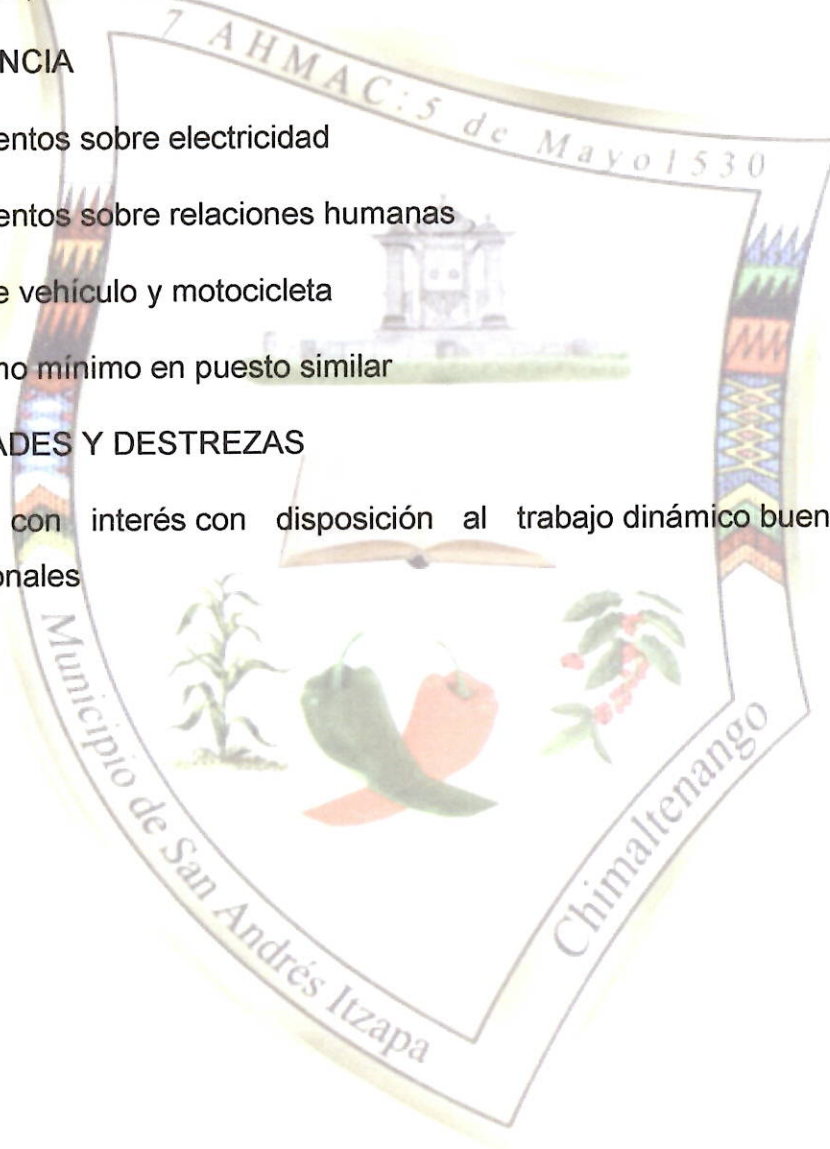 7 AHMAC: 5 de Mayo 1530
NCIA
entos sobre electricidad
entos sobre relaciones humanas
e vehículo y motocicleta
no mínimo en puesto similar
ADES Y DESTREZAS
con interés con disposición al trabajo dinámico buen
onales
Municipio de San Andrés Itzapa
Chimaltenango